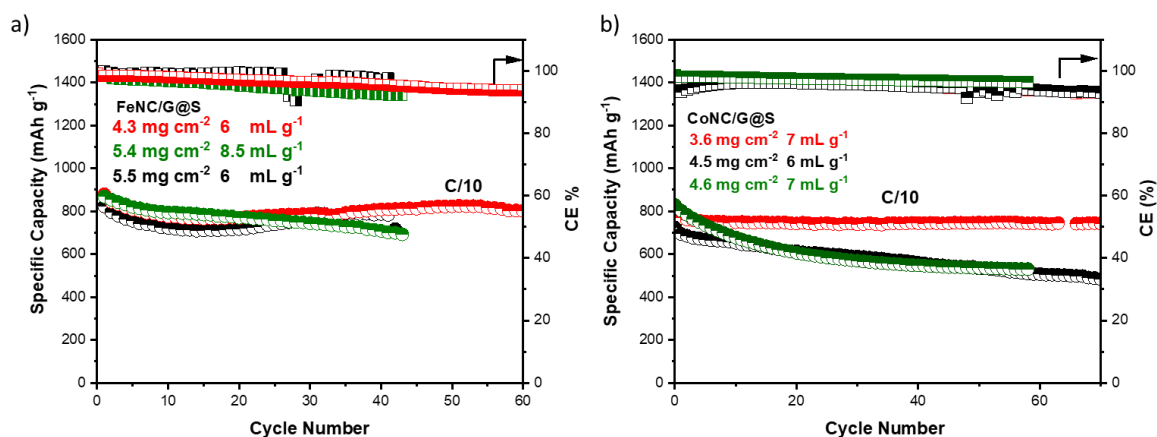 a)
1600
1400
1200
1000
800
600
400
200
0
Specific Capacity (mAh g⁻¹)
FeNC/G@S
4.3 mg cm⁻² 6 mL g⁻¹
5.4 mg cm⁻² 8.5 mL g⁻¹
5.5 mg cm⁻² 6 mL g⁻¹
C/10
100
80
60
40
20
0
CE %
0 10 20 30 40 50 60
Cycle Number
b)
1600
1400
1200
1000
800
600
400
200
0
Specific Capacity (mAh g⁻¹)
CoNC/G@S
3.6 mg cm⁻² 7 mL g⁻¹
4.5 mg cm⁻² 6 mL g⁻¹
4.6 mg cm⁻² 7 mL g⁻¹
C/10
100
80
60
40
20
0
CE (%)
0 20 40 60
Cycle Number